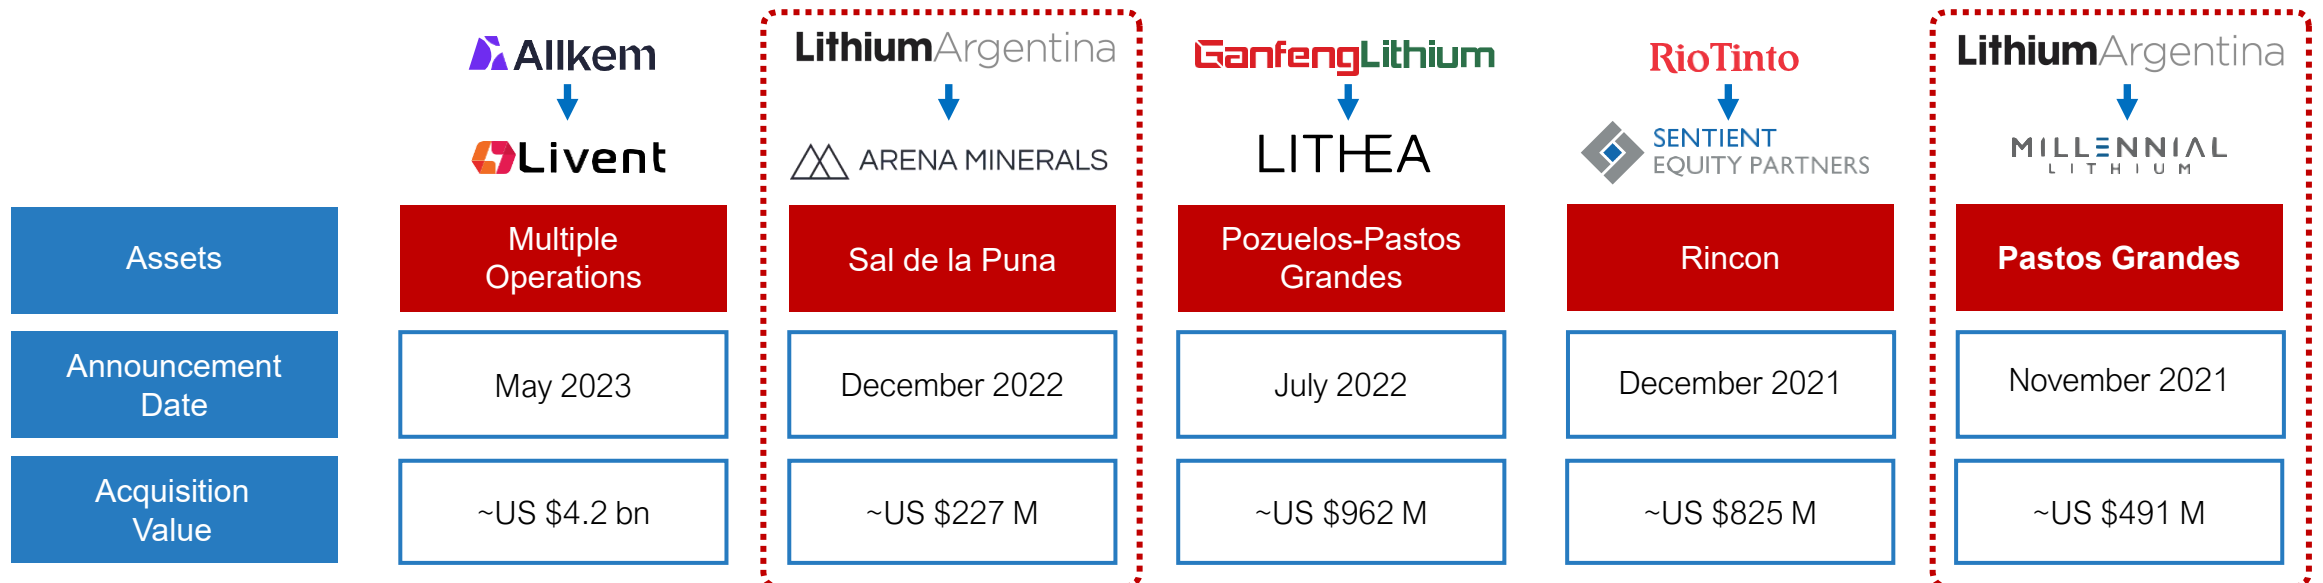 Allkem
LithiumArgentina
GanfengLithium
RioTinto
LithiumArgentina
Livent
ARENA MINERALS
LITHEA
SENTIENT
EQUITY PARTNERS
MILLENNIAL
LITHIUM
Assets
Multiple
Operations
Sal de la Puna
Pozuelos-Pastos
Grandes
Rincon
Pastos Grandes
Announcement
Date
May 2023
December 2022
July 2022
December 2021
November 2021
Acquisition
Value
~US $4.2 bn
~US $227 M
~US $962 M
~US $825 M
~US $491 M